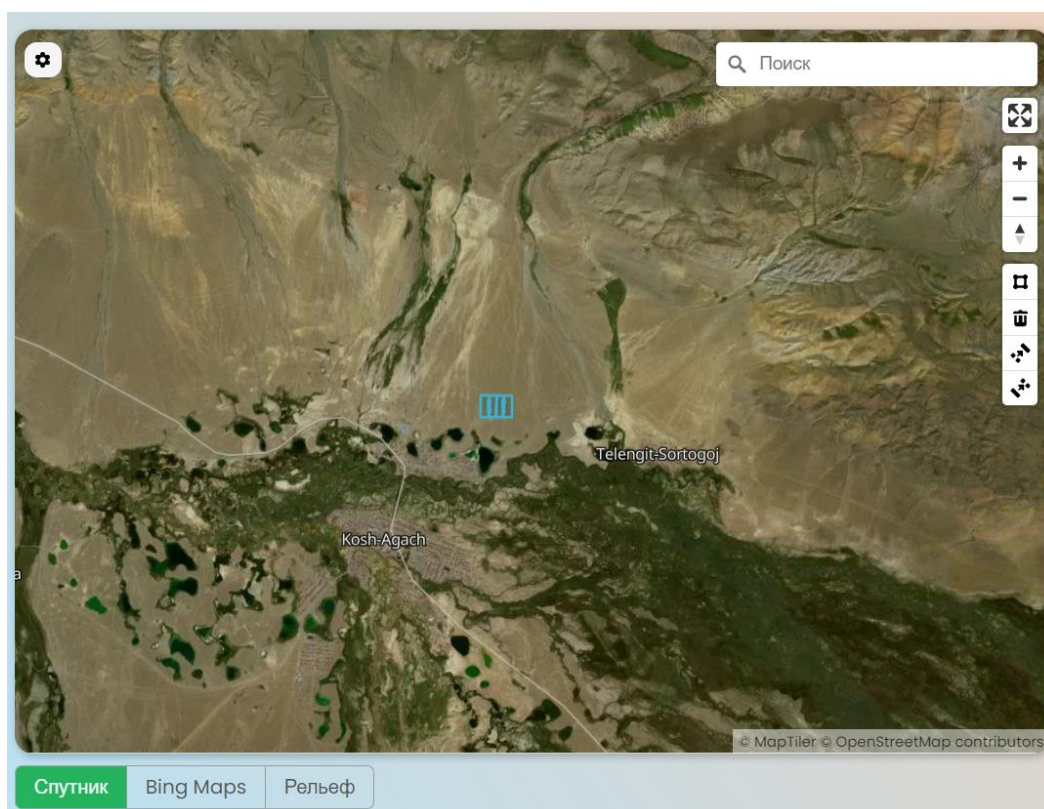 Поиск
Telengit-Sortogoj
Kosh-Agach
a
© MapTiler © OpenStreetMap contributors
Спутник
Bing Maps
Рельеф